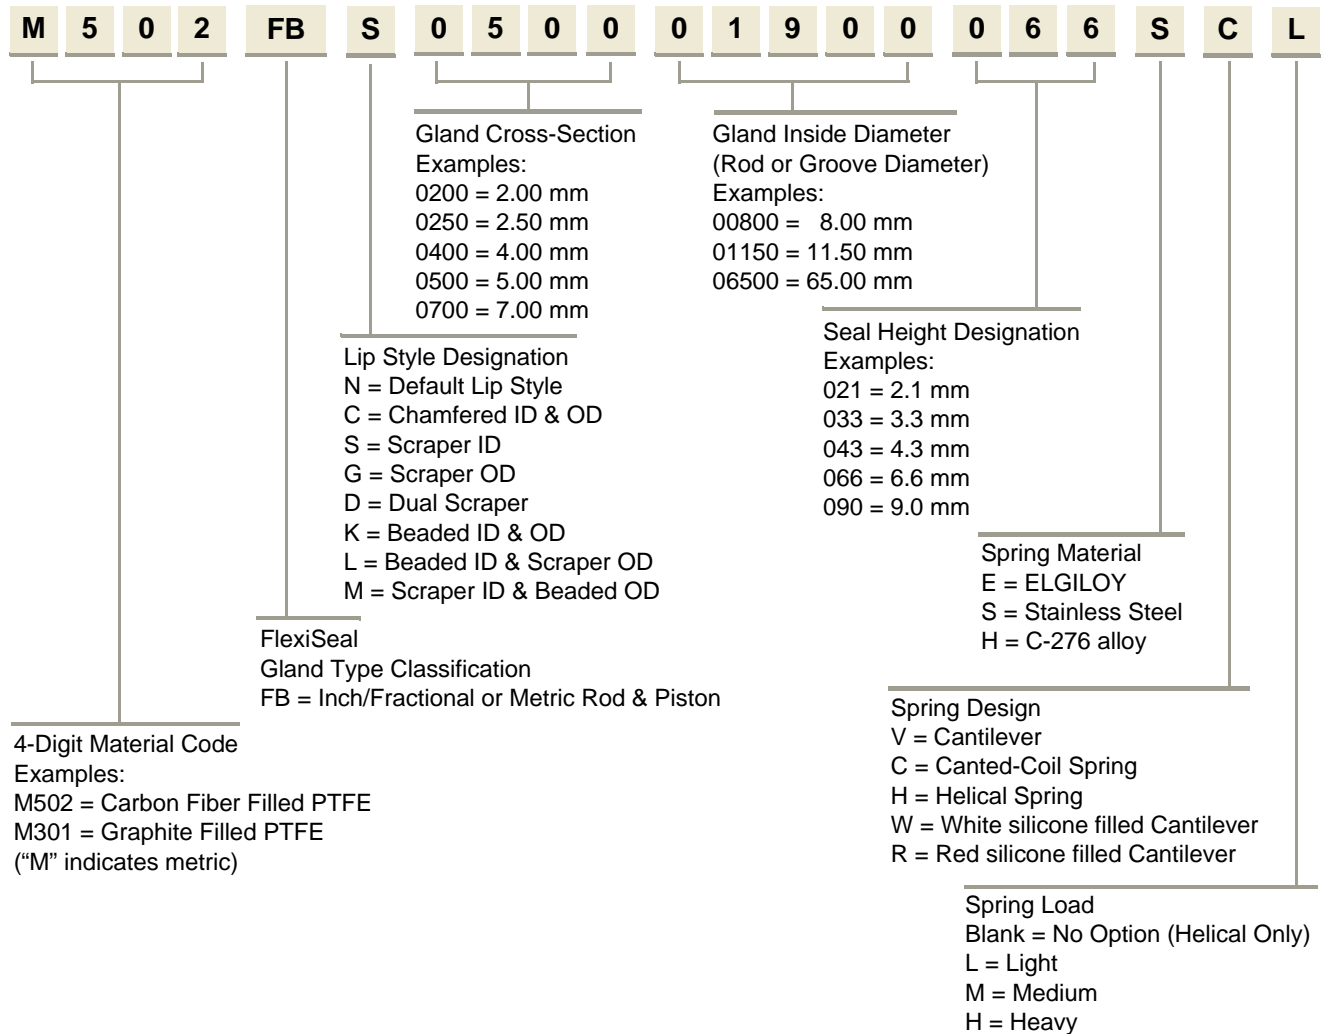 M 5 0 2 FB S 0 5 0 0 0 1 9 0 0 0 6 6 S C L
Gland Cross-Section
Examples:
0200 = 2.00 mm
0250 = 2.50 mm
0400 = 4.00 mm
0500 = 5.00 mm
0700 = 7.00 mm
Gland Inside Diameter
(Rod or Groove Diameter)
Examples:
00800 = 8.00 mm
01150 = 11.50 mm
06500 = 65.00 mm
Lip Style Designation
N = Default Lip Style
C = Chamfered ID & OD
S = Scraper ID
G = Scraper OD
D = Dual Scraper
K = Beaded ID & OD
L = Beaded ID & Scraper OD
M = Scraper ID & Beaded OD
Seal Height Designation
Examples:
021 = 2.1 mm
033 = 3.3 mm
043 = 4.3 mm
066 = 6.6 mm
090 = 9.0 mm
Spring Material
E = ELGILOY
S = Stainless Steel
H = C-276 alloy
FlexiSeal
Gland Type Classification
FB = Inch/Fractional or Metric Rod & Piston
Spring Design
V = Cantilever
C = Canted-Coil Spring
H = Helical Spring
W = White silicone filled Cantilever
R = Red silicone filled Cantilever
4-Digit Material Code
Examples:
M502 = Carbon Fiber Filled PTFE
M301 = Graphite Filled PTFE
(“M” indicates metric)
Spring Load
Blank = No Option (Helical Only)
L = Light
M = Medium
H = Heavy